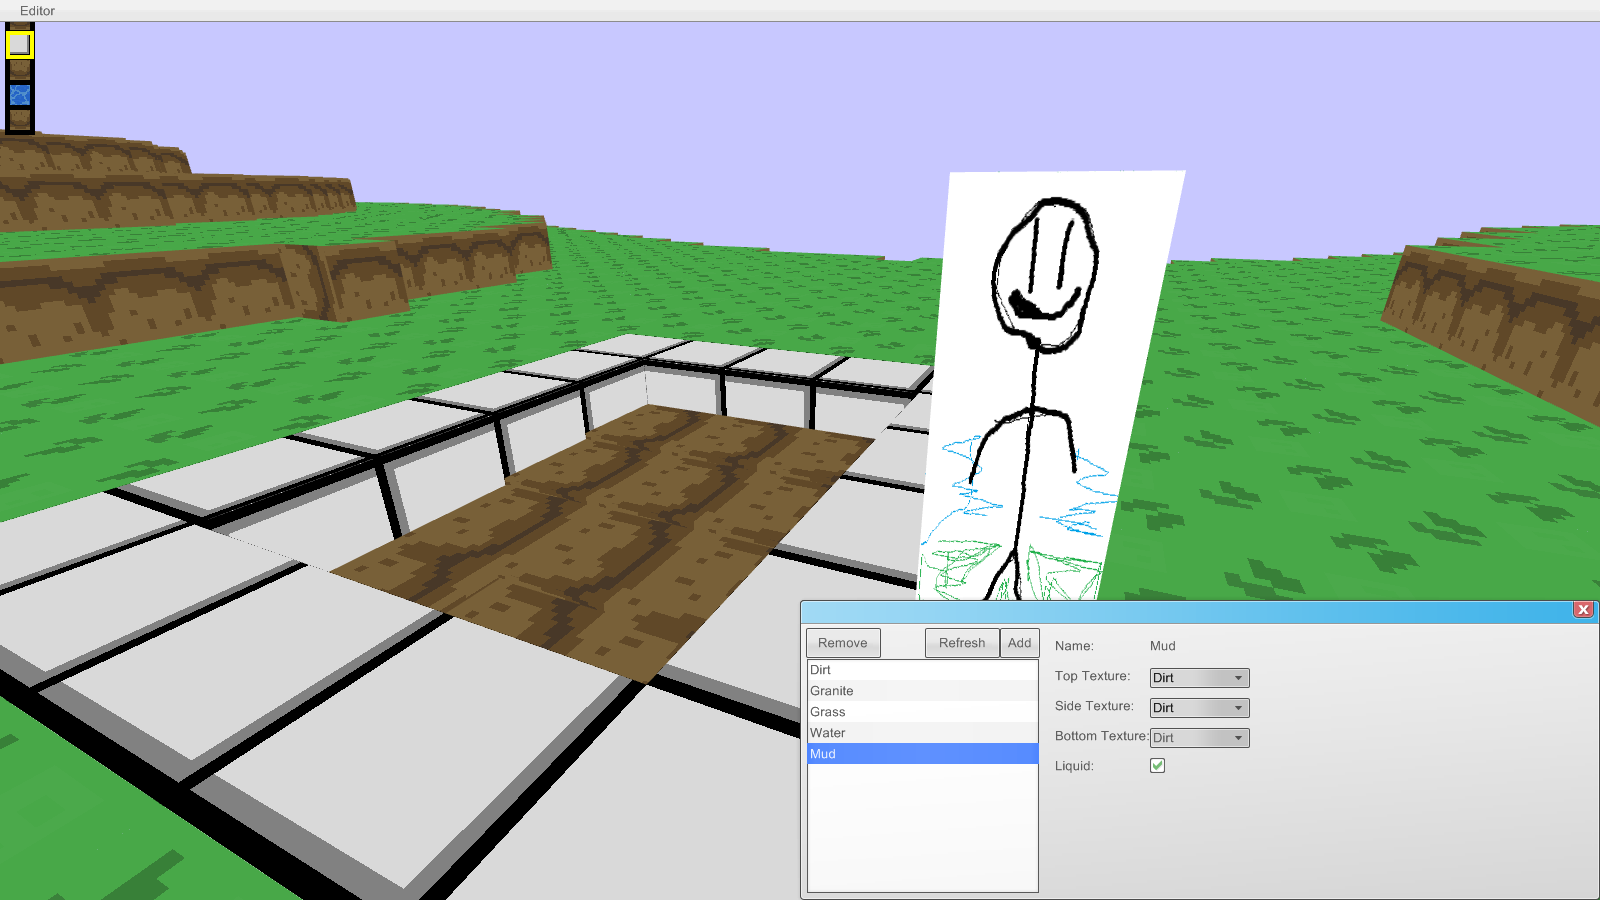 Editor
Remove
Refresh
Add
Dirt
Granite
Grass
Water
Mud
Name: Mud
Top Texture: Dirt
Side Texture: Dirt
Bottom Texture: Dirt
Liquid: